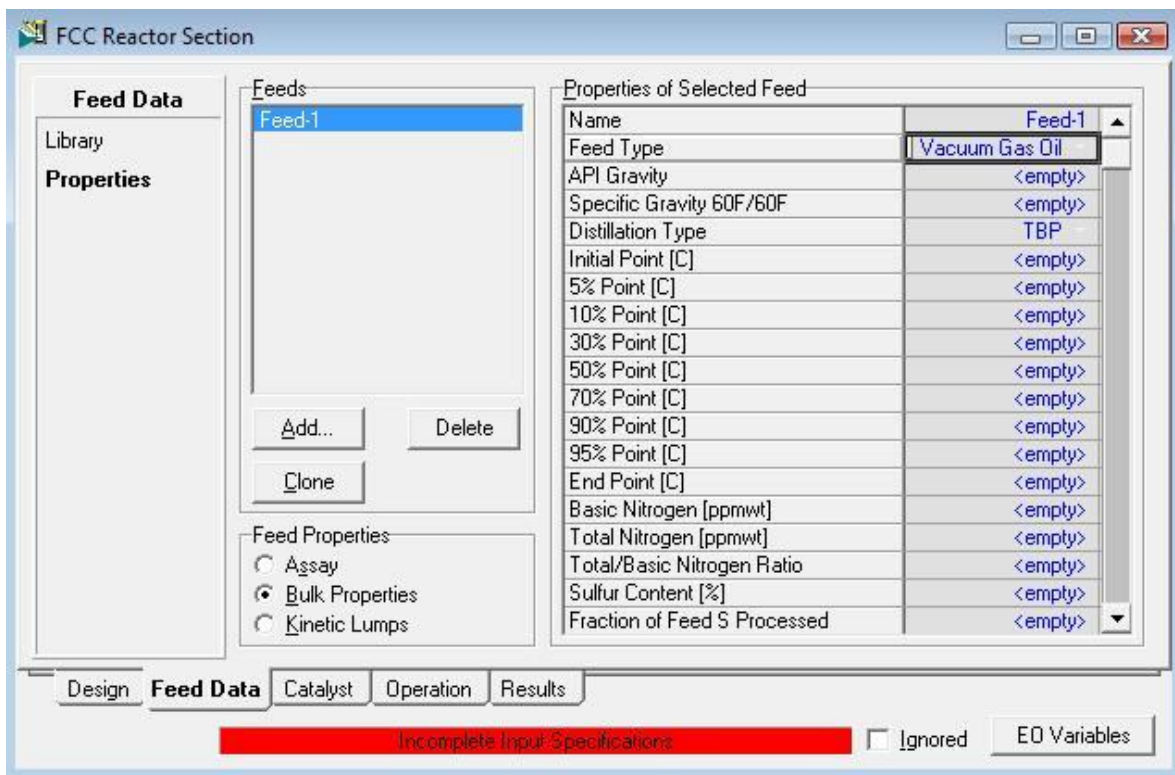 FCC Reactor Section
Feed Data
Library
Properties
Feeds
Feed-1
Add...
Delete
Clone
Feed Properties
Assay
Bulk Properties
Kinetic Lumps
Properties of Selected Feed
Name Feed-1
Feed Type Vacuum Gas Oil
API Gravity <empty>
Specific Gravity 60F/60F <empty>
Distillation Type TBP
Initial Point [C] <empty>
5% Point [C] <empty>
10% Point [C] <empty>
30% Point [C] <empty>
50% Point [C] <empty>
70% Point [C] <empty>
90% Point [C] <empty>
95% Point [C] <empty>
End Point [C] <empty>
Basic Nitrogen [ppmwt] <empty>
Total Nitrogen [ppmwt] <empty>
Total/Basic Nitrogen Ratio <empty>
Sulfur Content [%] <empty>
Fraction of Feed S Processed <empty>
Design Feed Data Catalyst Operation Results
Incomplete Input Specifications Ignored EO Variables